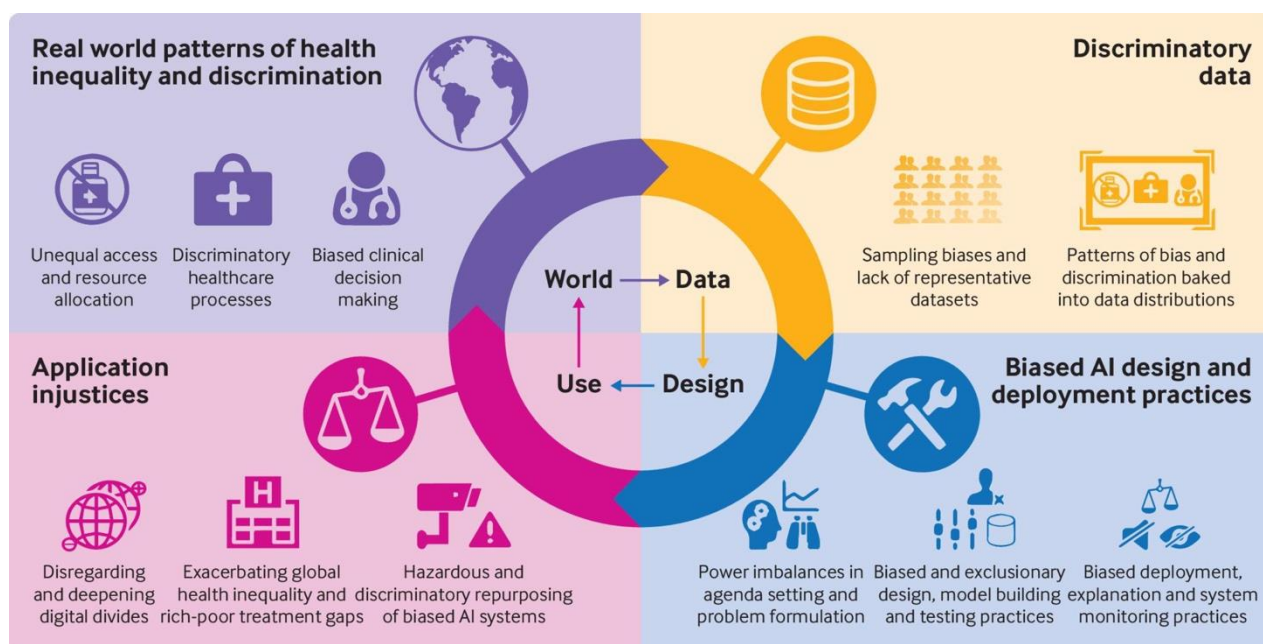 Real world patterns of health
inequality and discrimination
Unequal access
and resource
allocation
Discriminatory
healthcare
processes
Biased clinical
decision
making
Discriminatory
data
Sampling biases and
lack of representative
datasets
Patterns of bias and
discrimination baked
into data distributions
World
Data
Use
Design
Application
injustices
H
Disregarding
and deepening
digital divides
Exacerbating global
health inequality and
rich-poor treatment gaps
Hazardous and
discriminatory repurposing
of biased AI systems
Biased AI design and
deployment practices
Power imbalances in
agenda setting and
problem formulation
Biased and exclusionary
design, model building
and testing practices
Biased deployment,
explanation and system
monitoring practices